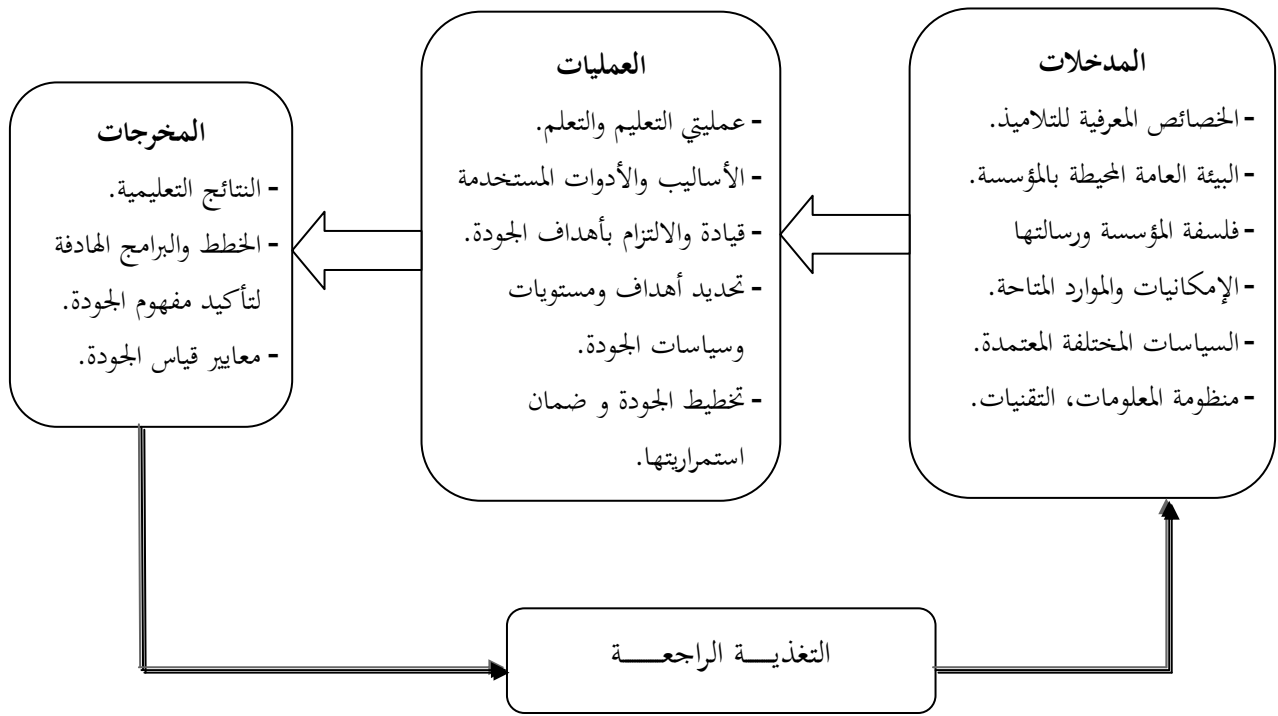 المدخلات
- الخصائص المعرفية للتلاميذ.
- البيئة العامة المحيطة بالمؤسسة.
- فلسفة المؤسسة ورسالتها
- الإمكانيات والموارد المتاحة.
- السياسات المختلفة المعتمدة.
- منظومة المعلومات، التقنيات.
العمليات
- عمليتي التعليم والتعلم.
- الأساليب والأدوات المستخدمة
- قيادة والالتزام بأهداف الجودة.
- تحديد أهداف ومستويات
وسياسات الجودة.
- تخطيط الجودة و ضمان
استمراريتها.
المخرجات
- النتائج التعليمية.
- الخطط والبرامج الهادفة
لتأكيد مفهوم الجودة.
- معايير قياس الجودة.
التغذيـــة الراجعـــــة